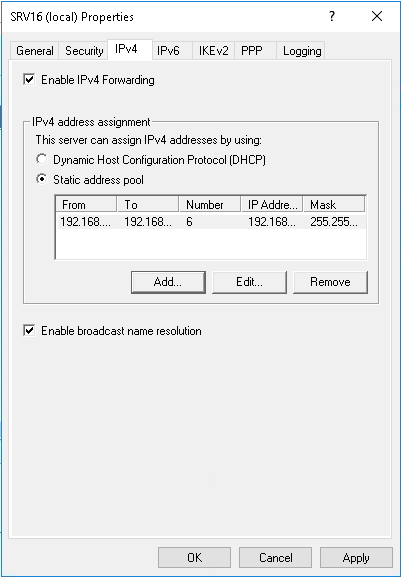 SRV16 (local) Properties
General Security IPv4 IPv6 IKEv2 PPP Logging
Enable IPv4 Forwarding
IPv4 address assignment
This server can assign IPv4 addresses by using:
Dynamic Host Configuration Protocol (DHCP)
Static address pool
From To Number IP Addre... Mask
192.168.... 192.168... 6 192.168... 255.255...
Add... Edit... Remove
Enable broadcast name resolution
OK Cancel Apply